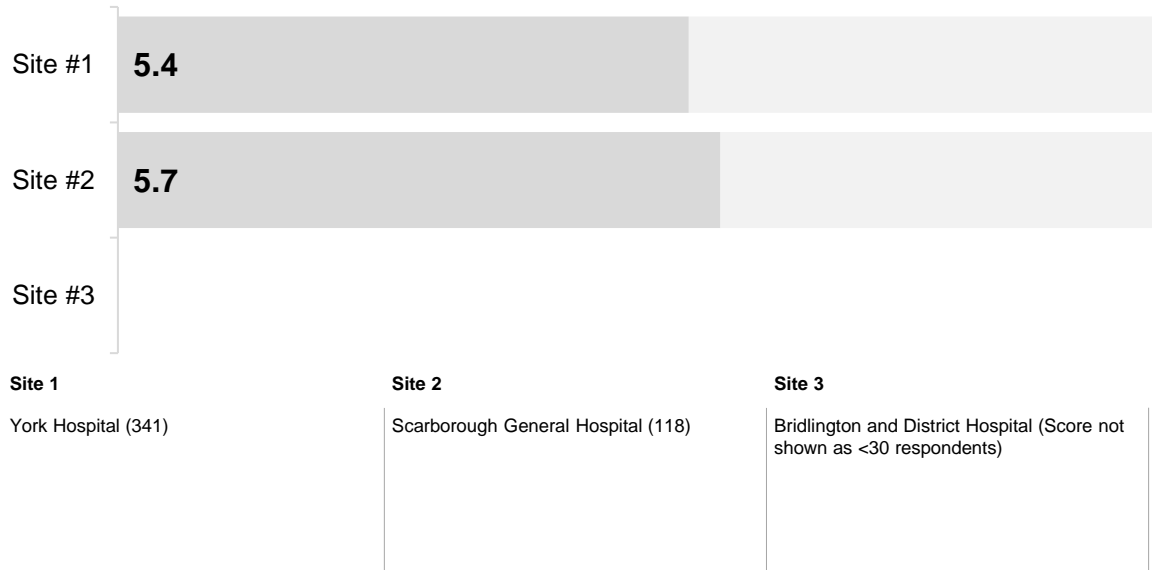 Site #1
5.4
Site #2
5.7
Site #3
Site 1
York Hospital (341)
Site 2
Scarborough General Hospital (118)
Site 3
Bridlington and District Hospital (Score not
shown as <30 respondents)